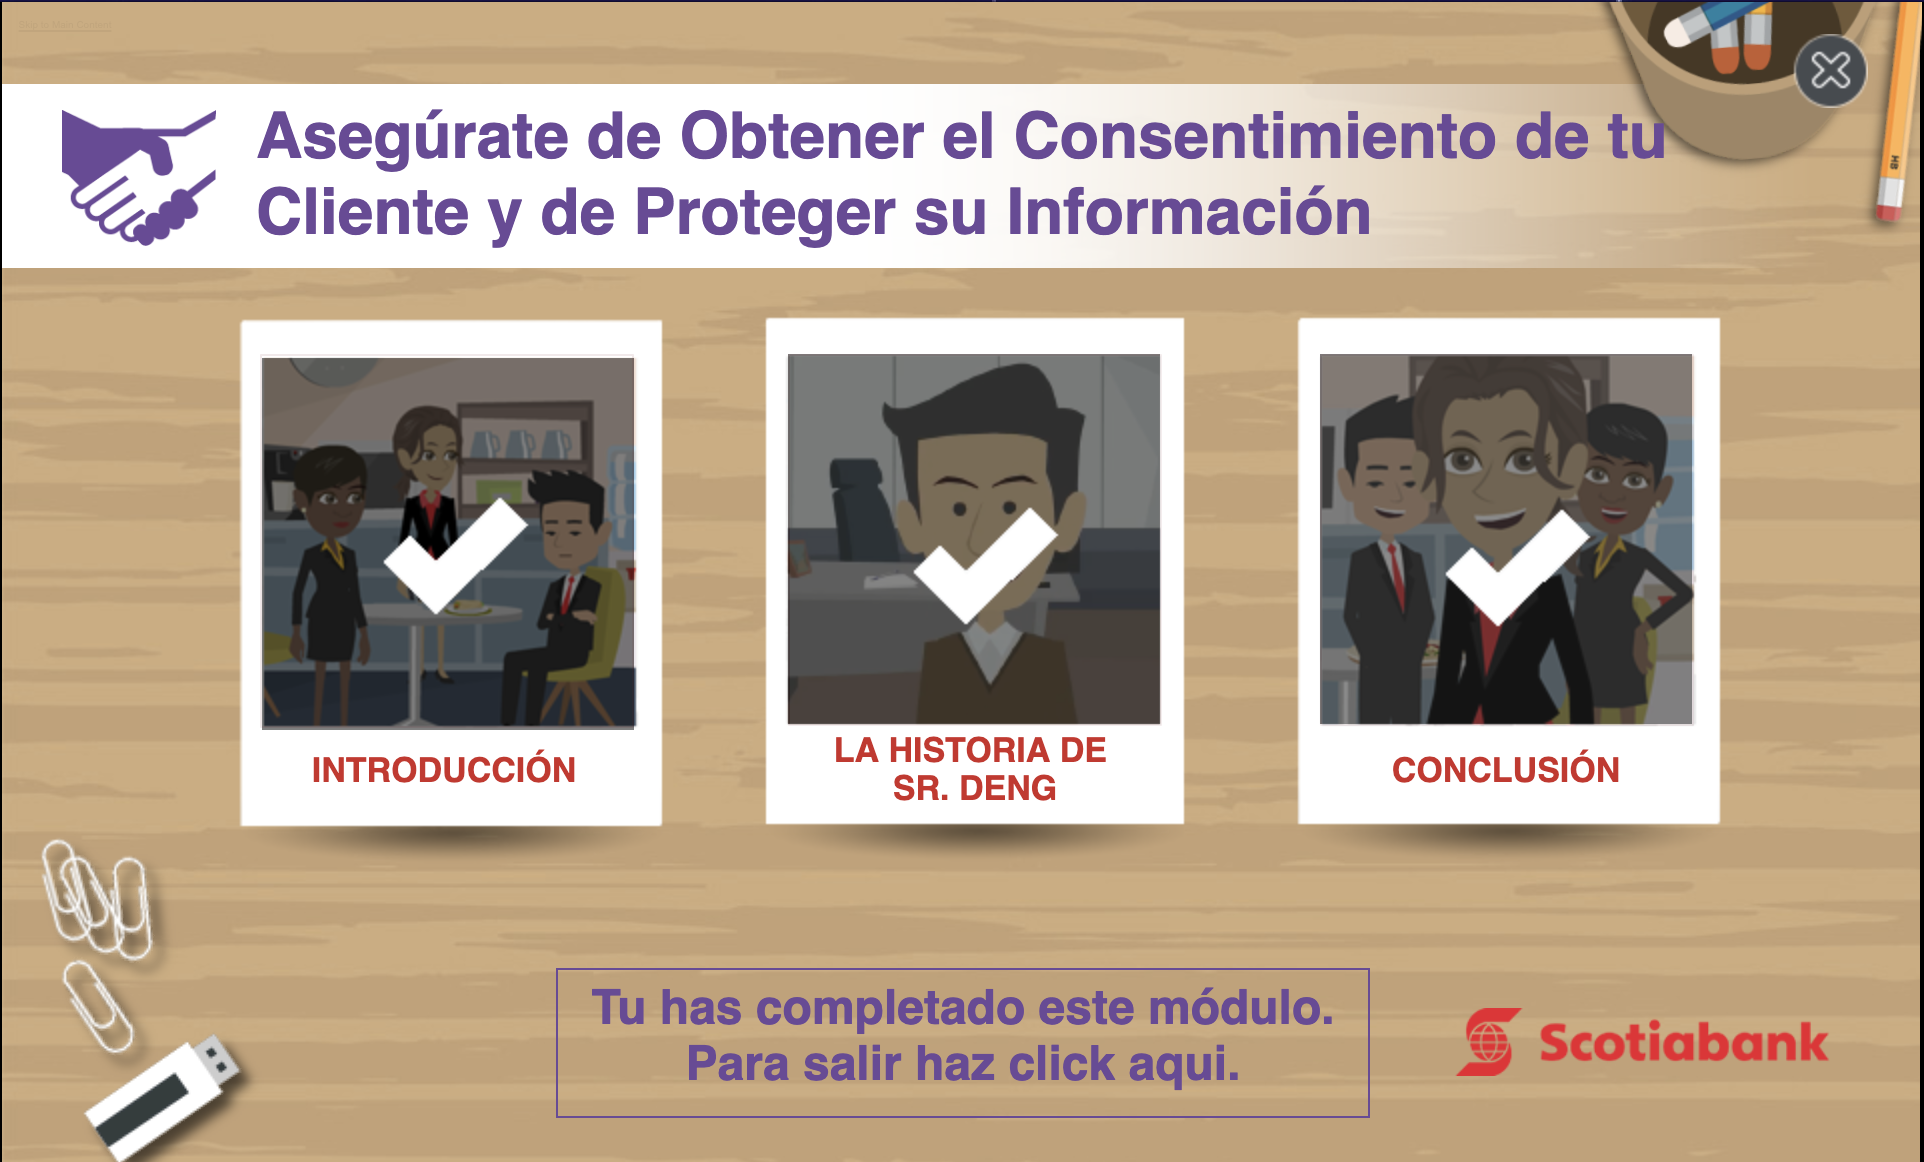 Asegúrate de Obtener el Consentimiento de tu
Cliente y de Proteger su Información
HB
INTRODUCCIÓN
LA HISTORIA DE
SR. DENG
CONCLUSIÓN
Tu has completado este módulo.
Para salir haz click aqui.
Scotiabank